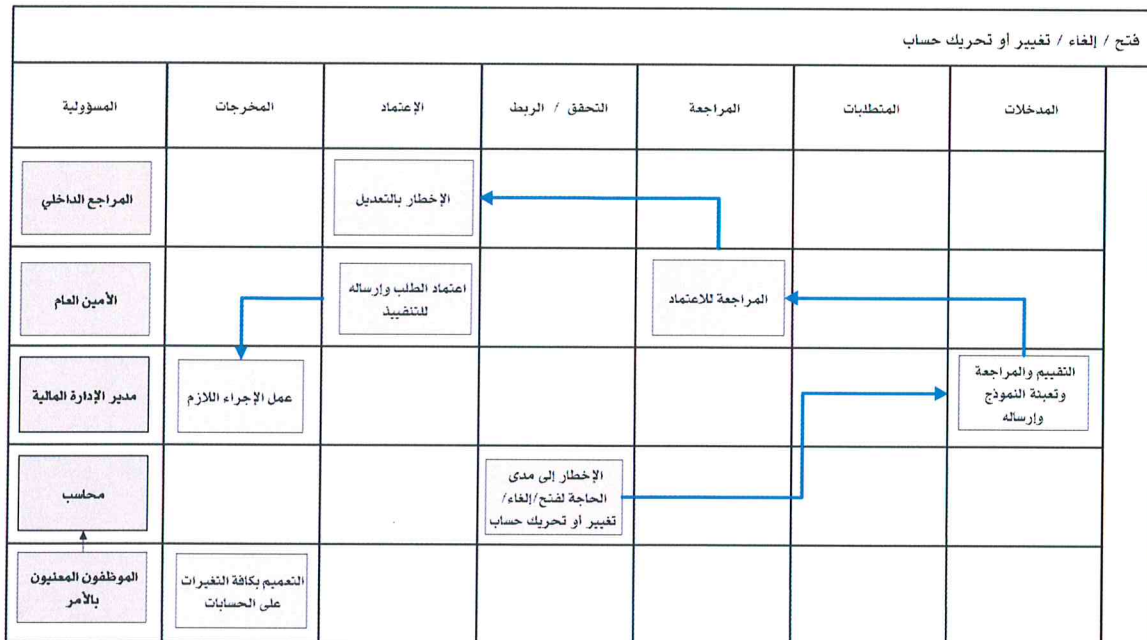 فتح / إلغاء / تغيير أو تحريك حساب
المدخلات
المتطلبات
المراجعة
التحقق / الربط
الإعتماد
المخرجات
المسؤولية
الإخطار بالتعديل
المراجع الداخلي
المراجعة للاعتماد
اعتماد الطلب وإرساله
للتنفيذ
الأمين العام
التقييم والمراجعة
وتعبئة النموذج
وإرساله
عمل الإجراء اللازم
مدير الإدارة المالية
الإخطار إلى مدى
الحاجة لفتح/إلغاء/
تغيير أو تحريك حساب
محاسب
التعميم بكافة التغيرات
على الحسابات
الموظفون المعنيون
بالأمر